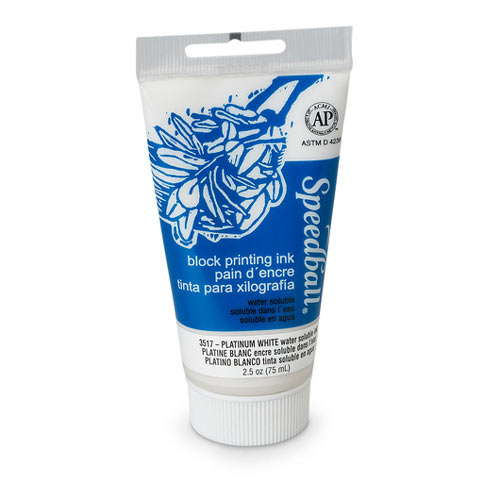 ACMI
AP
ASTM D
Speedball®
block printing ink
pain d'encre
tinta para xilografía
water soluble
soluble dans l'eau
soluble en agua
3517 – PLATINUM WHITE water soluble
PLATINE BLANC encre soluble dans l'eau
PLATINO BLANCO tinta soluble en agua
2.5 oz (75 mL)